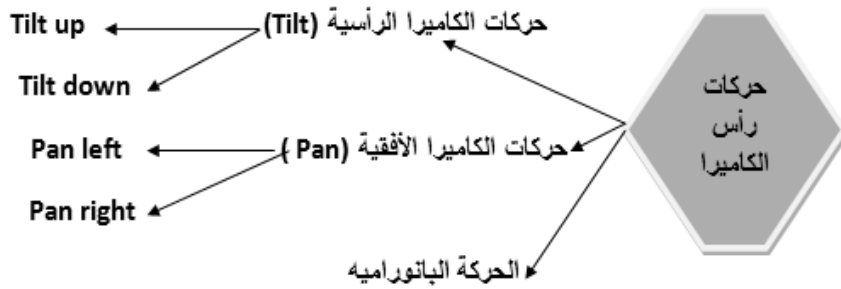 حركات
رأس
الكاميرا
حركات الكاميرا الرأسية (Tilt)
Tilt up
Tilt down
حركات الكاميرا الأفقية (Pan )
Pan left
Pan right
الحركة البانوراميه